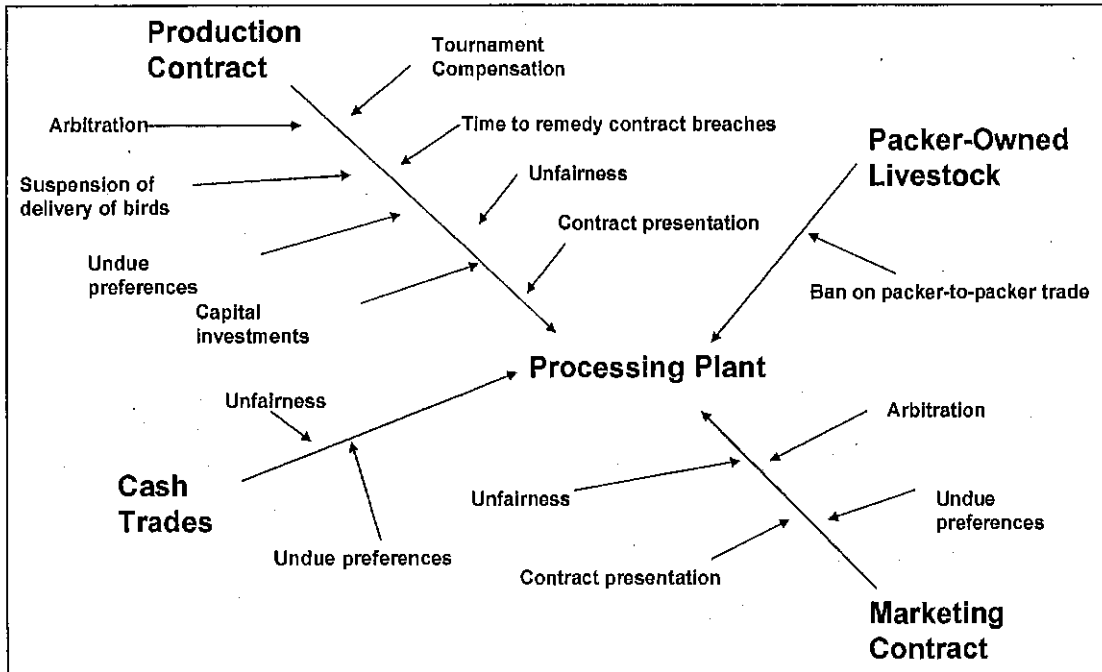 Production
Contract
Tournament
Compensation
Arbitration
Time to remedy contract breaches
Packer-Owned
Livestock
Suspension of
delivery of birds
Unfairness
Contract presentation
Undue
preferences
Ban on packer-to-packer trade
Capital
investments
Processing Plant
Unfairness
Arbitration
Cash
Trades
Unfairness
Undue
preferences
Undue preferences
Contract presentation
Marketing
Contract